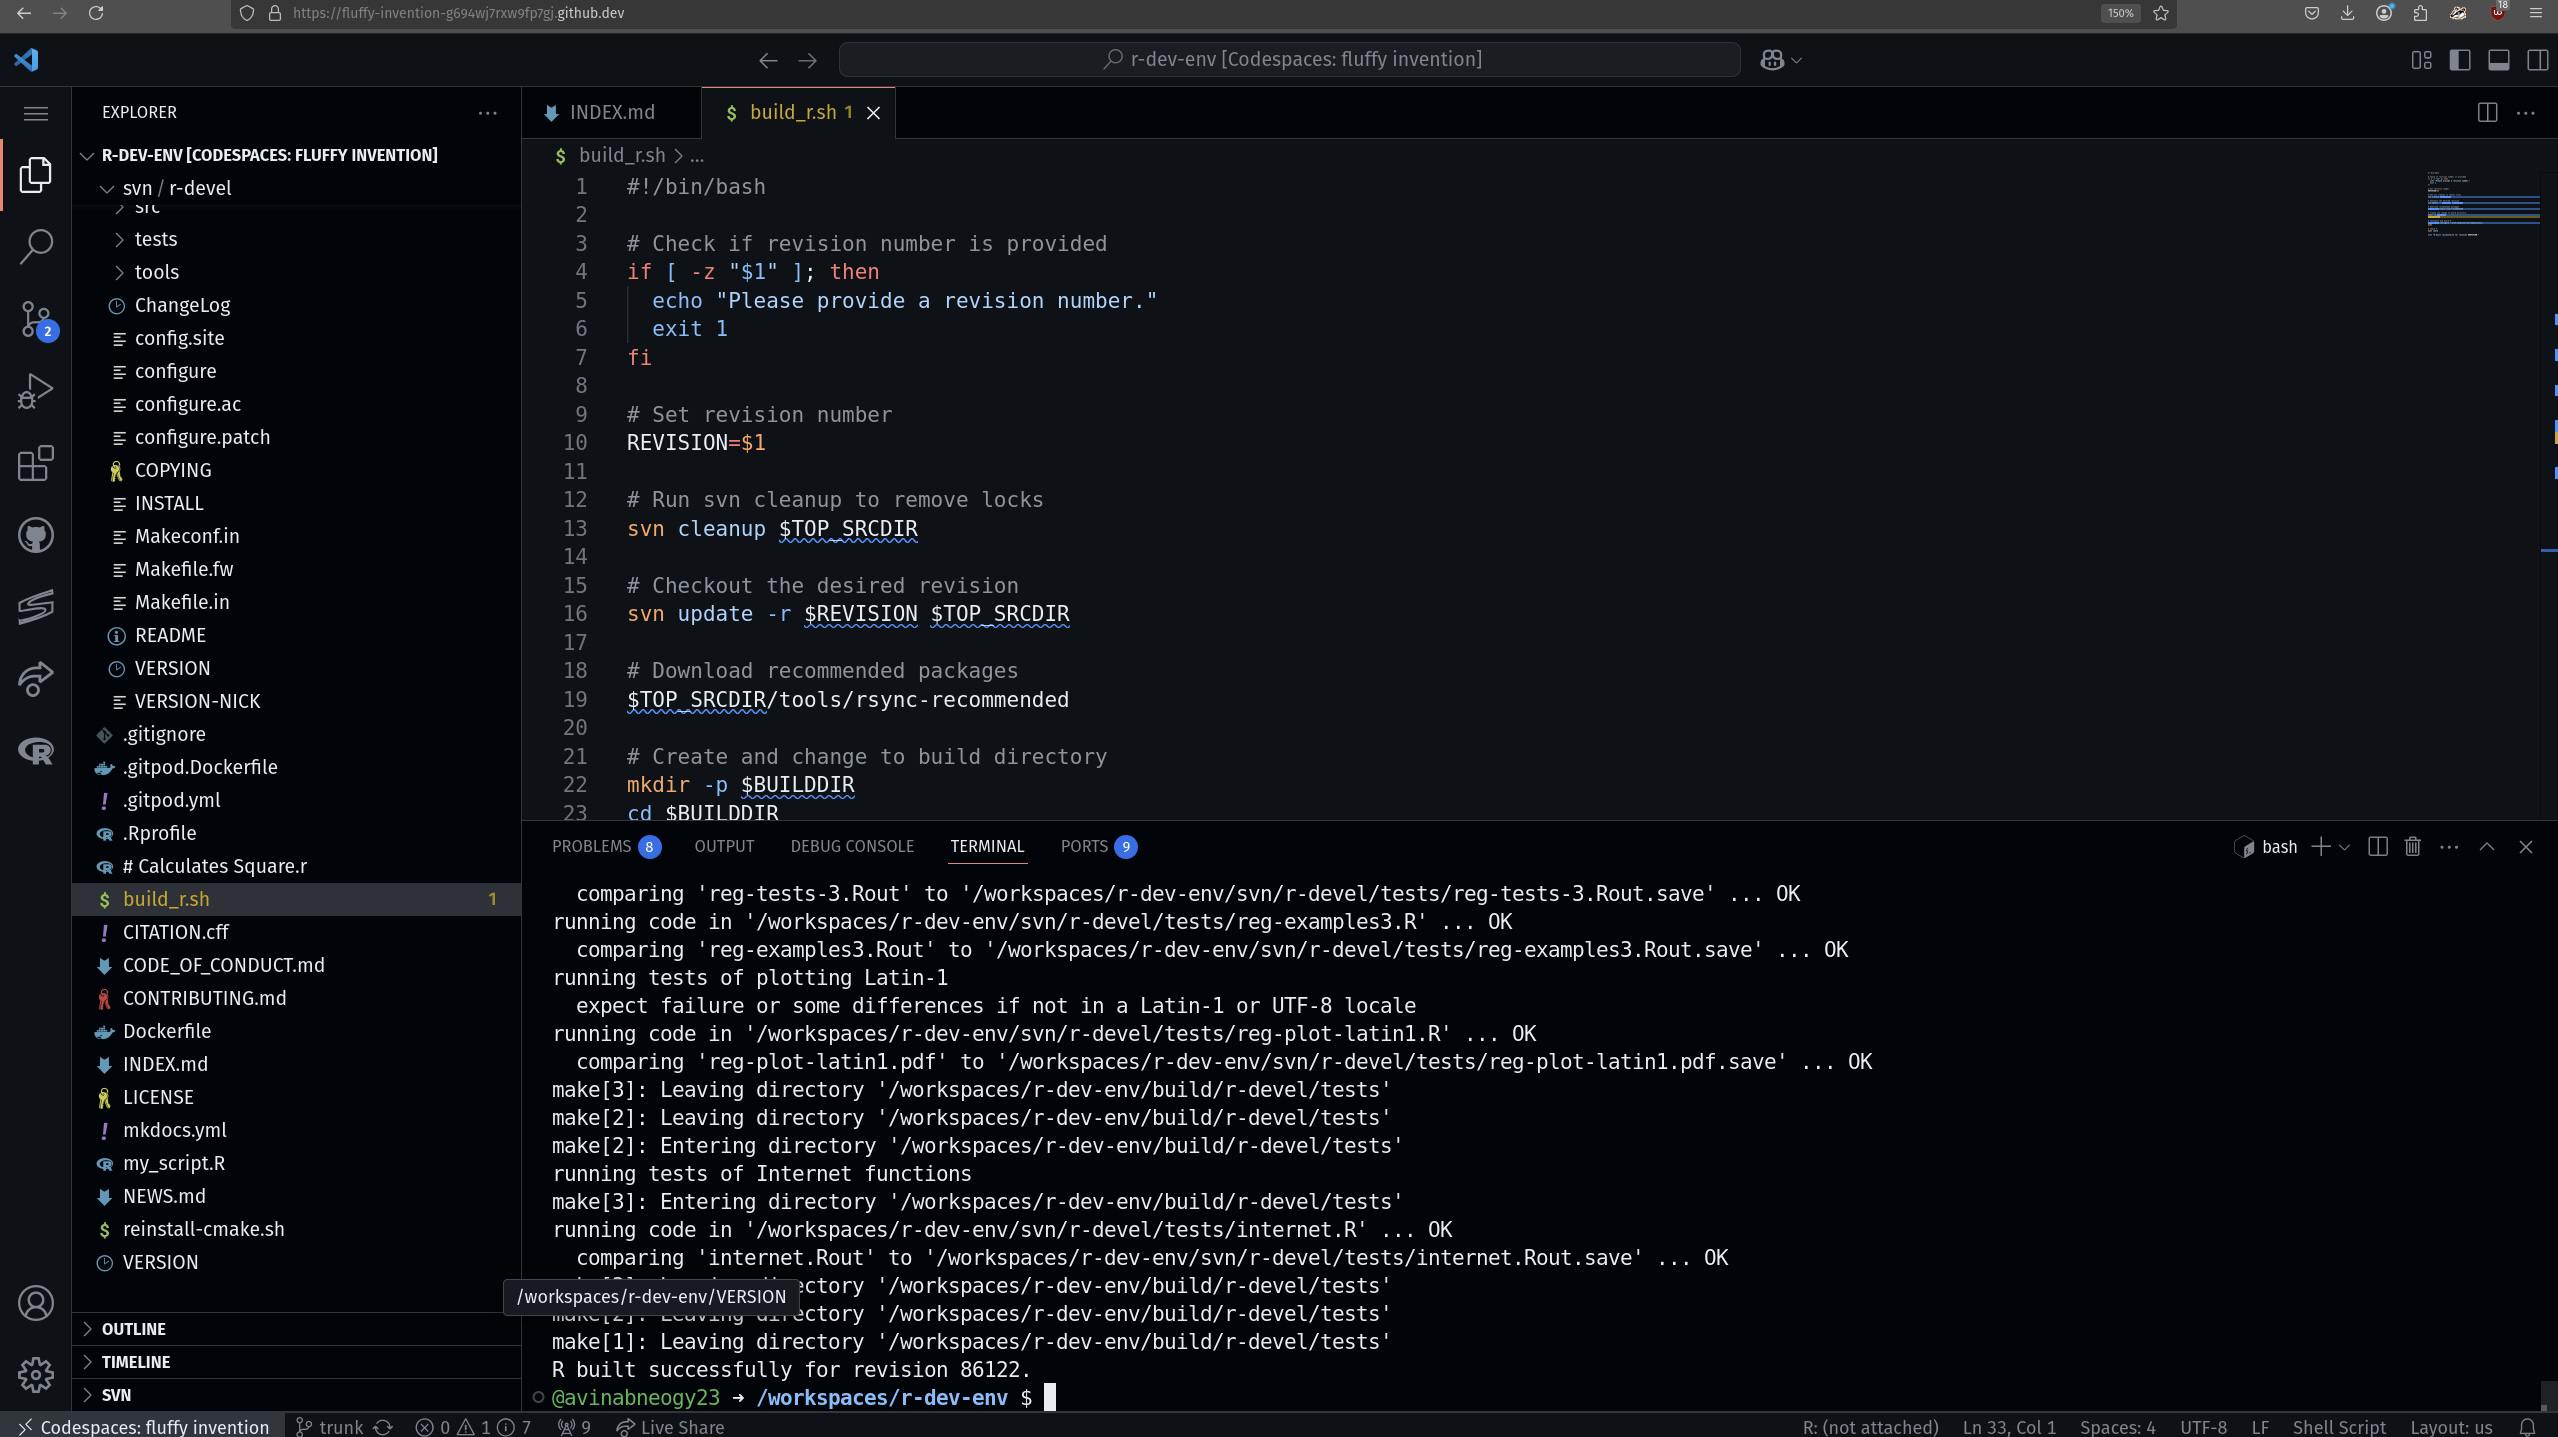 https://fluffy-invention-g694wj7rxw9fp7gj.github.dev
150%
18
r-dev-env [Codespaces: fluffy invention]
EXPLORER
R-DEV-ENV [CODESPACES: FLUFFY INVENTION]
svn / r-devel
src
tests
tools
ChangeLog
config.site
configure
configure.ac
configure.patch
COPYING
INSTALL
Makeconf.in
Makefile.fw
Makefile.in
README
VERSION
VERSION-NICK
.gitignore
.gitpod.Dockerfile
.gitpod.yml
.Rprofile
# Calculates Square.r
build_r.sh 1
CITATION.cff
CODE_OF_CONDUCT.md
CONTRIBUTING.md
Dockerfile
INDEX.md
LICENSE
mkdocs.yml
my_script.R
NEWS.md
reinstall-cmake.sh
VERSION
/workspaces/r-dev-env/VERSION
OUTLINE
TIMELINE
SVN
2
INDEX.md
build_r.sh 1
build_r.sh > ...
1 #!/bin/bash
2
3 # Check if revision number is provided
4 if [ -z "$1" ]; then
5 echo "Please provide a revision number."
6 exit 1
7 fi
8
9 # Set revision number
10 REVISION=$1
11
12 # Run svn cleanup to remove locks
13 svn cleanup $TOP_SRCDIR
14
15 # Checkout the desired revision
16 svn update -r $REVISION $TOP_SRCDIR
17
18 # Download recommended packages
19 $TOP_SRCDIR/tools/rsync-recommended
20
21 # Create and change to build directory
22 mkdir -p $BUILDDIR
23 cd $BUILDDIR
PROBLEMS 8 OUTPUT DEBUG CONSOLE TERMINAL PORTS 9
bash
comparing 'reg-tests-3.Rout' to '/workspaces/r-dev-env/svn/r-devel/tests/reg-tests-3.Rout.save' ... OK
running code in '/workspaces/r-dev-env/svn/r-devel/tests/reg-examples3.R' ... OK
comparing 'reg-examples3.Rout' to '/workspaces/r-dev-env/svn/r-devel/tests/reg-examples3.Rout.save' ... OK
running tests of plotting Latin-1
expect failure or some differences if not in a Latin-1 or UTF-8 locale
running code in '/workspaces/r-dev-env/svn/r-devel/tests/reg-plot-latin1.R' ... OK
comparing 'reg-plot-latin1.pdf' to '/workspaces/r-dev-env/svn/r-devel/tests/reg-plot-latin1.pdf.save' ... OK
make[3]: Leaving directory '/workspaces/r-dev-env/build/r-devel/tests'
make[2]: Leaving directory '/workspaces/r-dev-env/build/r-devel/tests'
make[2]: Entering directory '/workspaces/r-dev-env/build/r-devel/tests'
running tests of Internet functions
make[3]: Entering directory '/workspaces/r-dev-env/build/r-devel/tests'
running code in '/workspaces/r-dev-env/svn/r-devel/tests/internet.R' ... OK
comparing 'internet.Rout' to '/workspaces/r-dev-env/svn/r-devel/tests/internet.Rout.save' ... OK
ectory '/workspaces/r-dev-env/build/r-devel/tests'
make[2]: Leaving directory '/workspaces/r-dev-env/build/r-devel/tests'
make[1]: Leaving directory '/workspaces/r-dev-env/build/r-devel/tests'
R built successfully for revision 86122.
@avinabneogy23 ➜ /workspaces/r-dev-env $
Codespaces: fluffy invention trunk 0 1 7 9 Live Share
R: (not attached) Ln 33, Col 1 Spaces: 4 UTF-8 LF Shell Script Layout: us